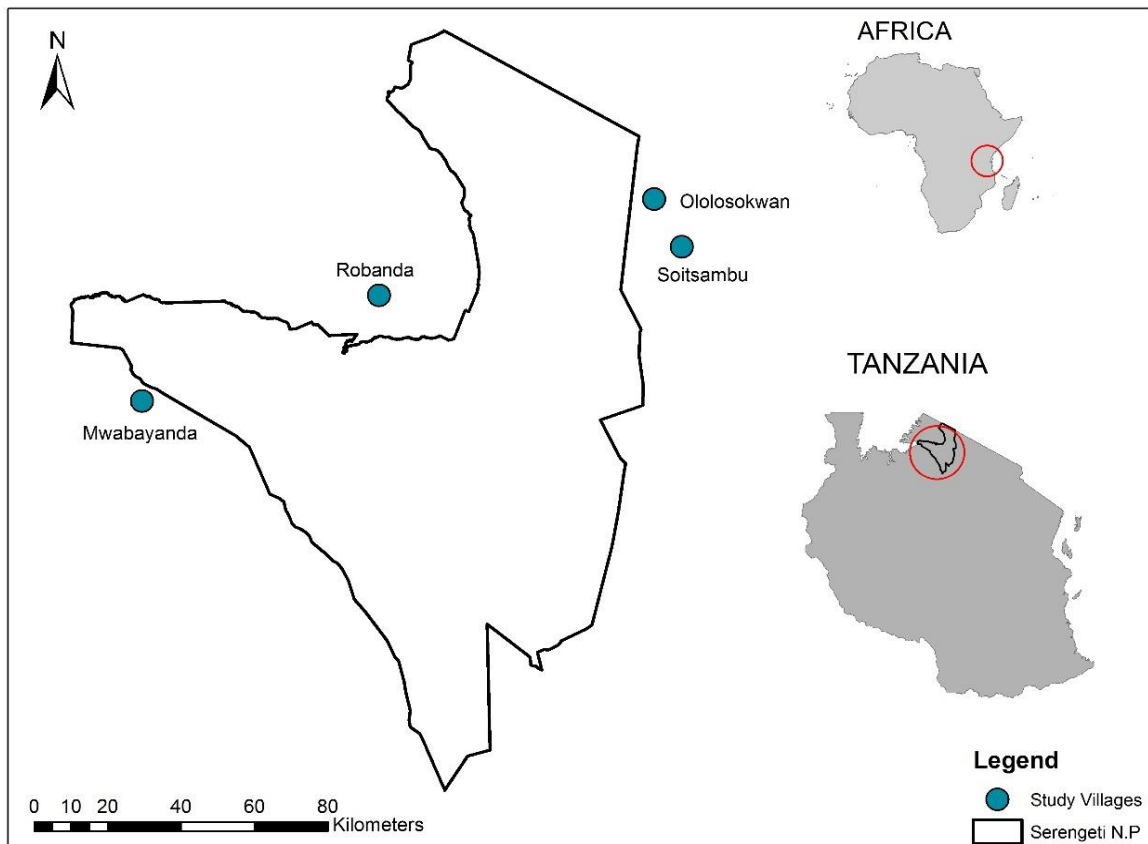 N
AFRICA
Ololosokwan
Soitsambu
Robanda
Mwabayanda
TANZANIA
Legend
Study Villages
Serengeti N.P
0 10 20 40 60 80
Kilometers